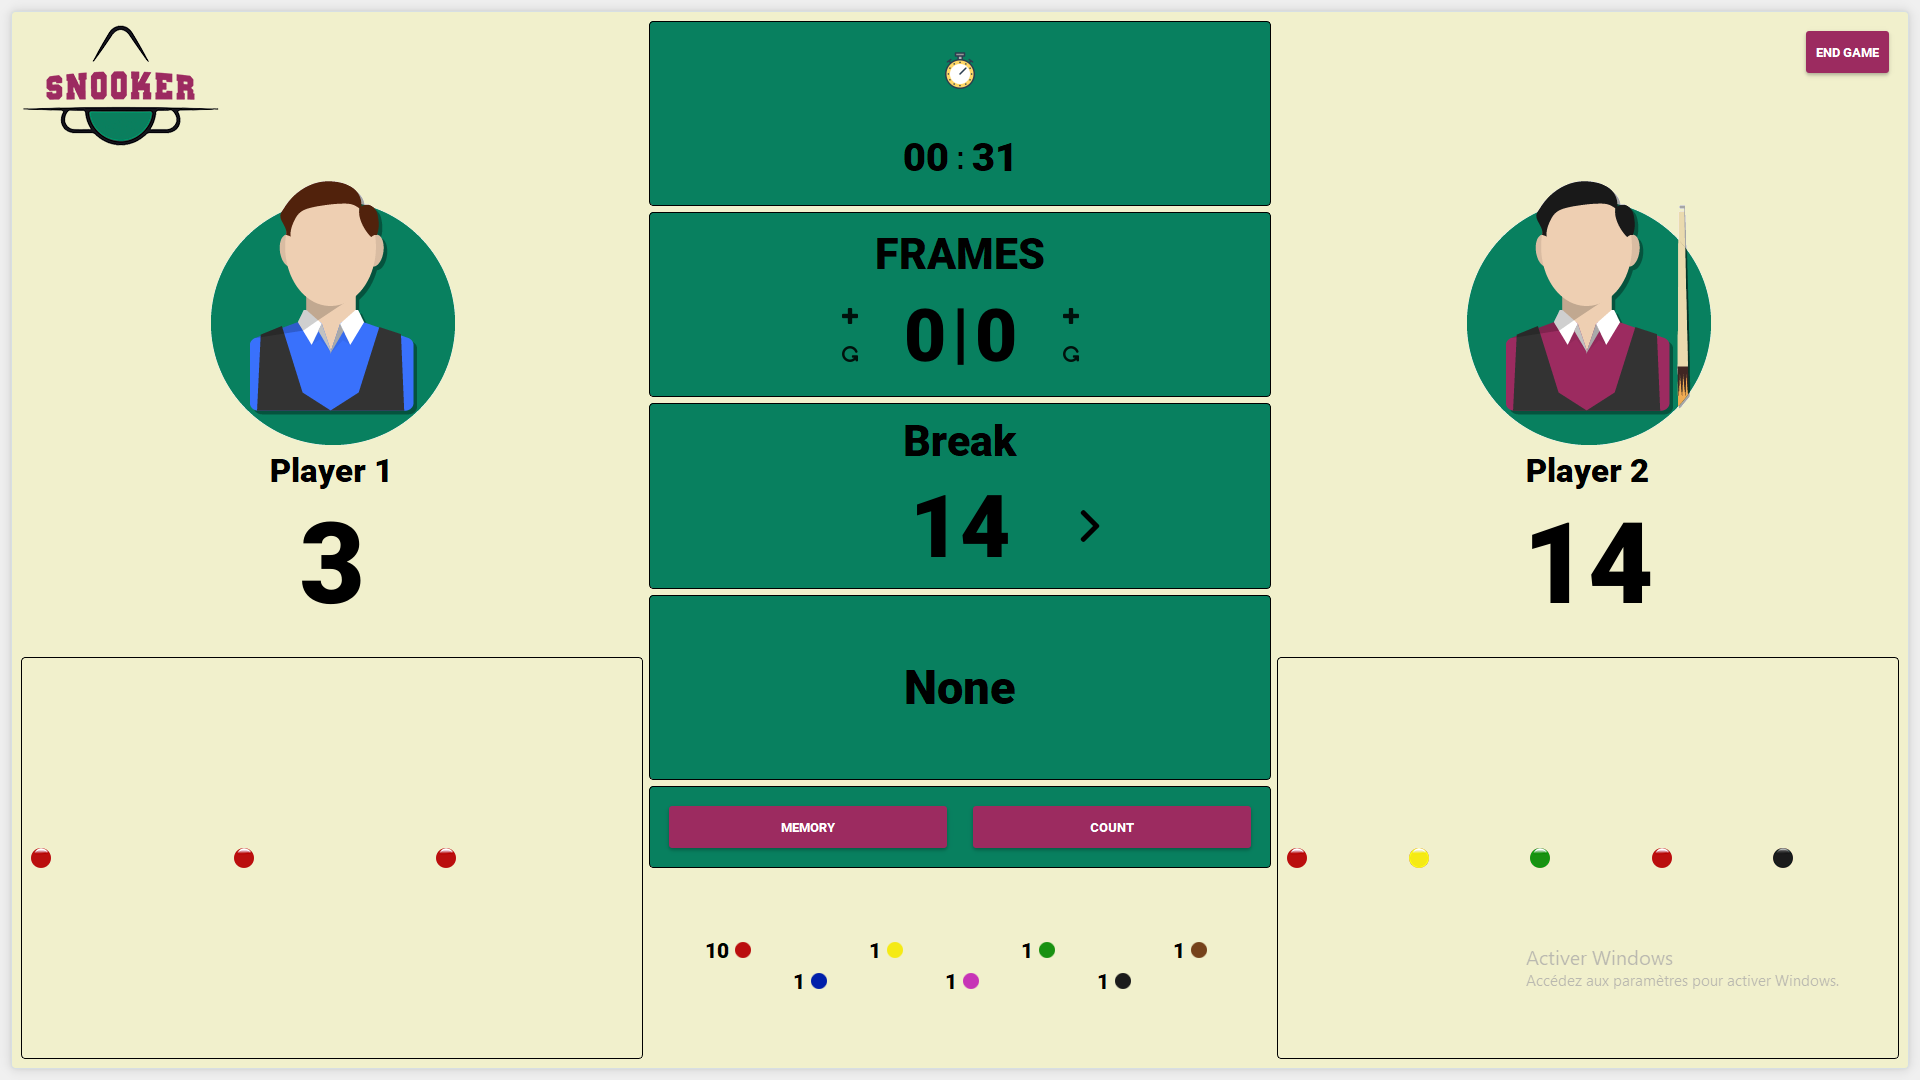 SNOOKER
END GAME
00 : 31
FRAMES
+ 0|0 +
Break
14 >
Player 1
3
Player 2
14
None
MEMORY COUNT
10 1 1 1
1 1 1
Activer Windows
Accédez aux paramètres pour activer Windows.